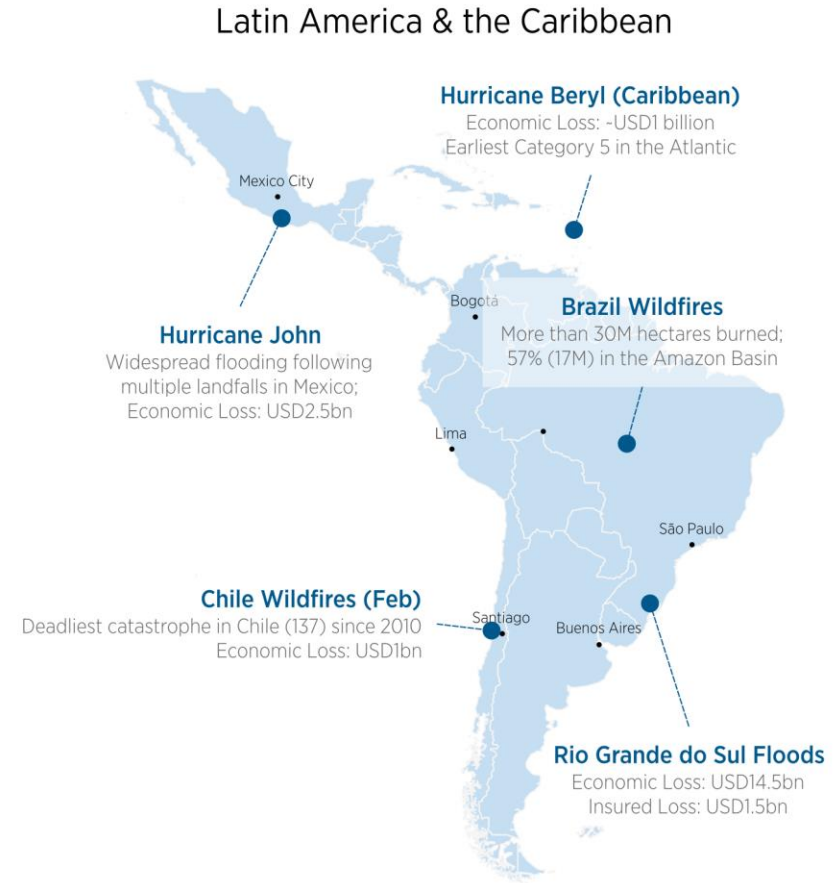 Latin America & the Caribbean
Hurricane Beryl (Caribbean)
Economic Loss: ~USD1 billion
Earliest Category 5 in the Atlantic
Mexico City
Bogotá
Brazil Wildfires
More than 30M hectares burned;
57% (17M) in the Amazon Basin
Hurricane John
Widespread flooding following
multiple landfalls in Mexico;
Economic Loss: USD2.5bn
Lima
São Paulo
Chile Wildfires (Feb)
Deadliest catastrophe in Chile (137) since 2010
Economic Loss: USD1bn
Santiago
Buenos Aires
Rio Grande do Sul Floods
Economic Loss: USD14.5bn
Insured Loss: USD1.5bn